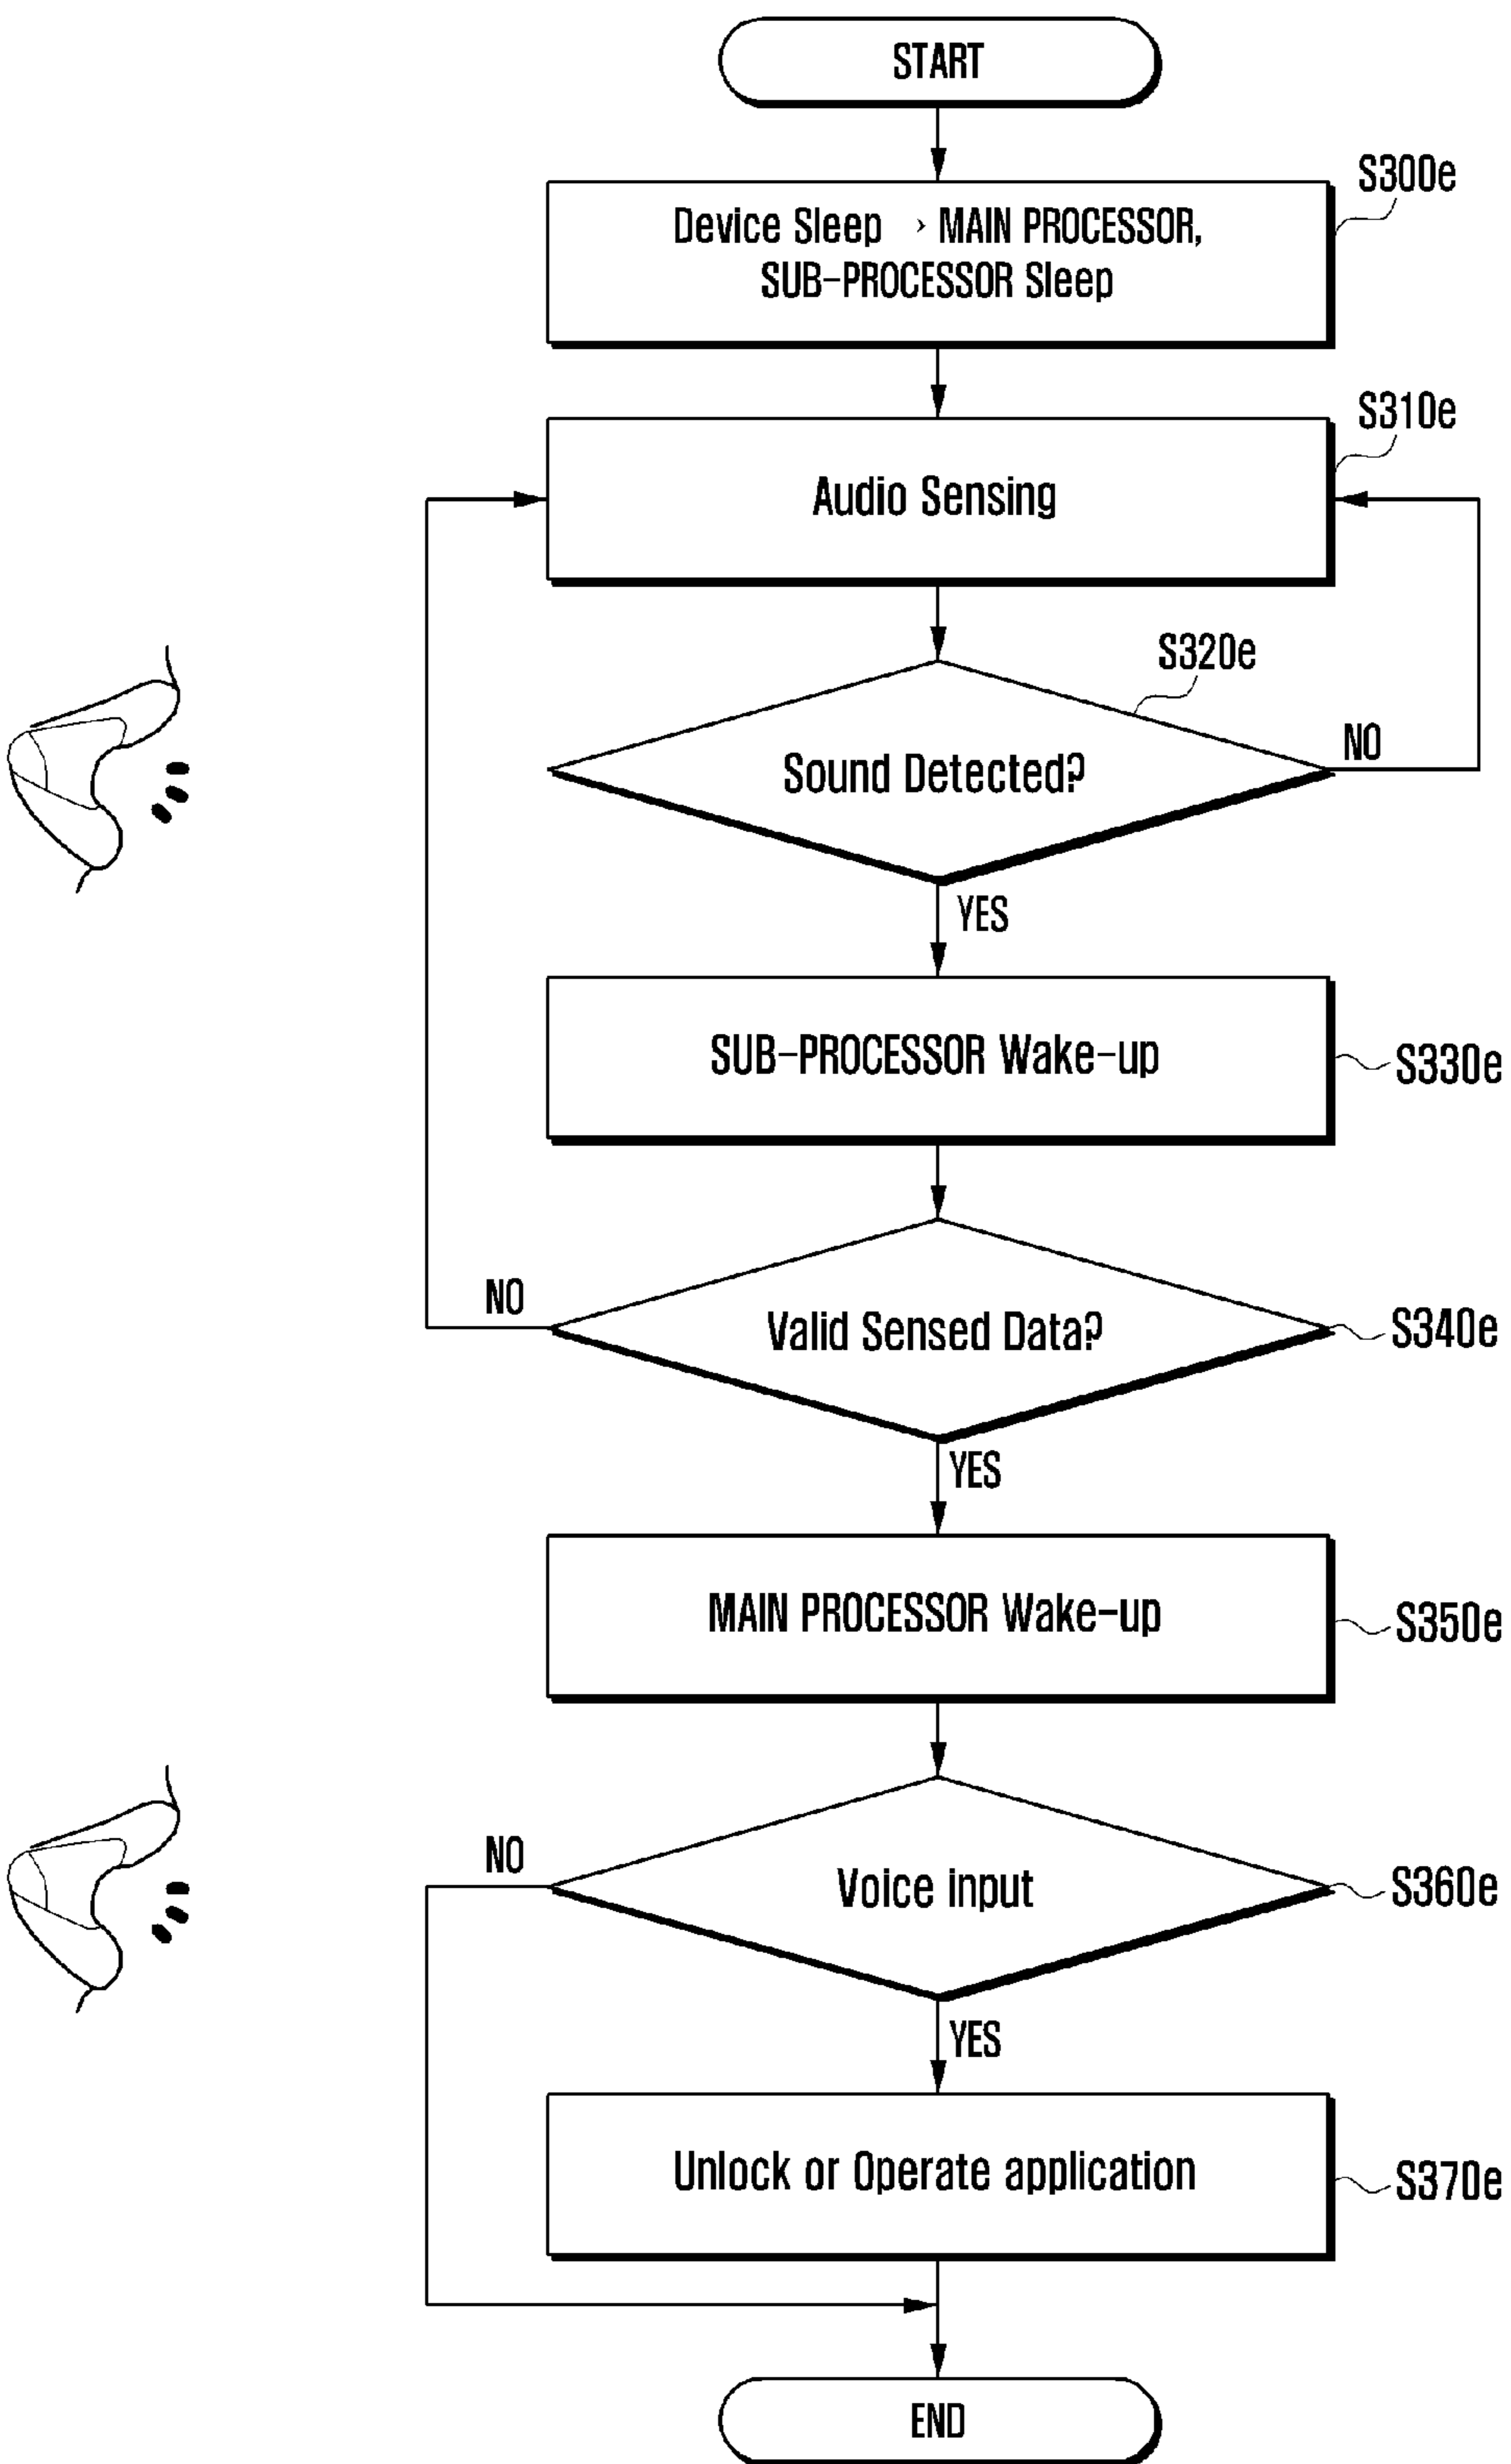 START
S300e
Device Sleep › MAIN PROCESSOR,
SUB-PROCESSOR Sleep
S310e
Audio Sensing
S320e
Sound Detected?
NO
YES
SUB-PROCESSOR Wake-up
S330e
NO
Valid Sensed Data?
S340e
YES
MAIN PROCESSOR Wake-up
S350e
NO
Voice input
S360e
YES
Unlock or Operate application
S370e
END